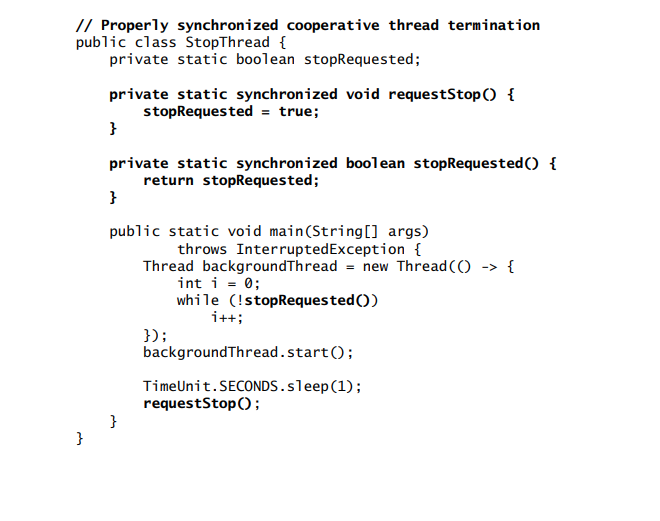 // Properly synchronized cooperative thread termination
public class StopThread {
    private static boolean stopRequested;

    private static synchronized void requestStop() {
        stopRequested = true;
    }

    private static synchronized boolean stopRequested() {
        return stopRequested;
    }

    public static void main(String[] args)
            throws InterruptedException {
        Thread backgroundThread = new Thread(() -> {
            int i = 0;
            while (!stopRequested())
                i++;
        });
        backgroundThread.start();

        TimeUnit.SECONDS.sleep(1);
        requestStop();
    }
}